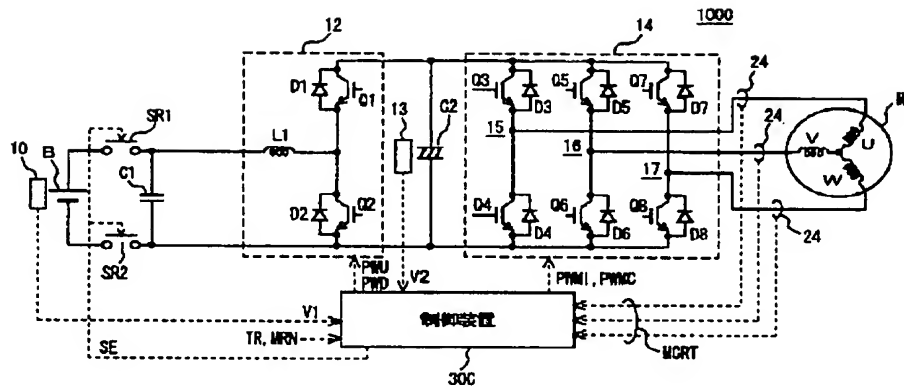 1000
12
14
24
D1
Q1
Q3
D3
Q5
D5
Q7
D7
SR1
13
C2
10
B
L1
15
24
V
U
C1
16
W
17
D2
Q2
Q4
D4
Q6
D6
Q8
D8
24
SR2
PWU
PWD
V2
PWMI, PWMC
V1
制御装置
TR, MRN
SE
MCRT
300